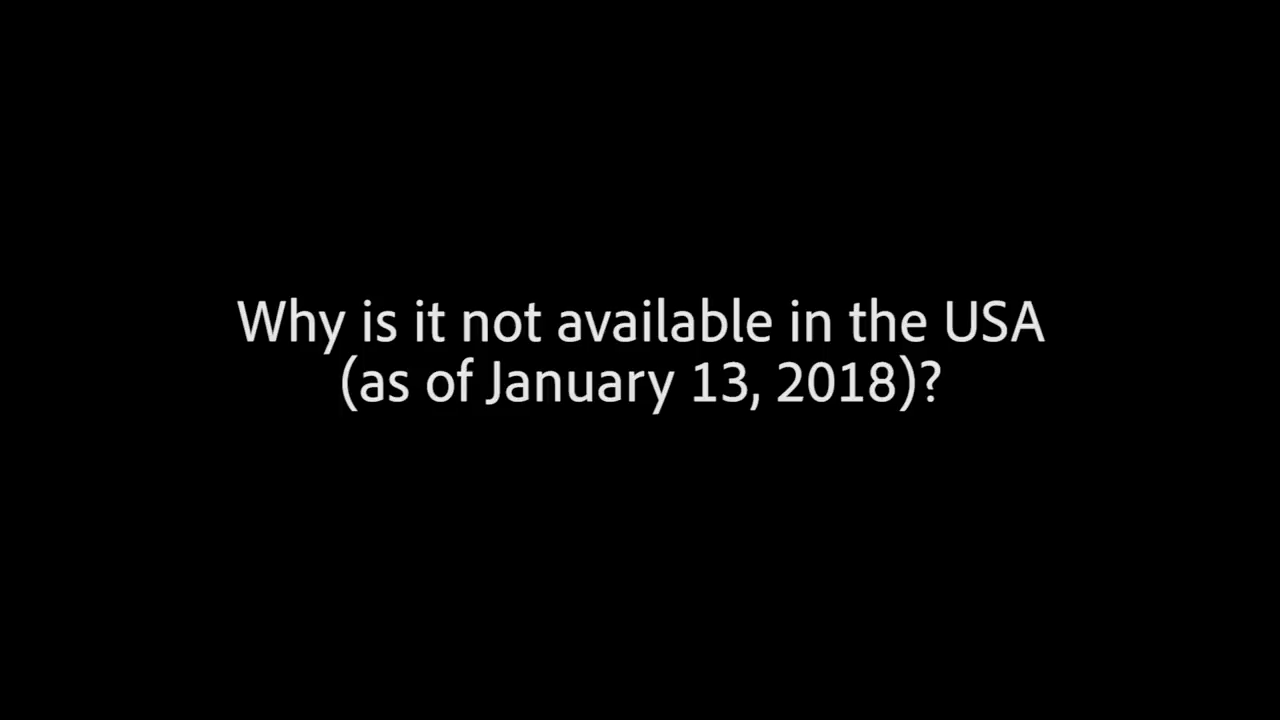 Why is it not available in the USA
(as of January 13, 2018)?